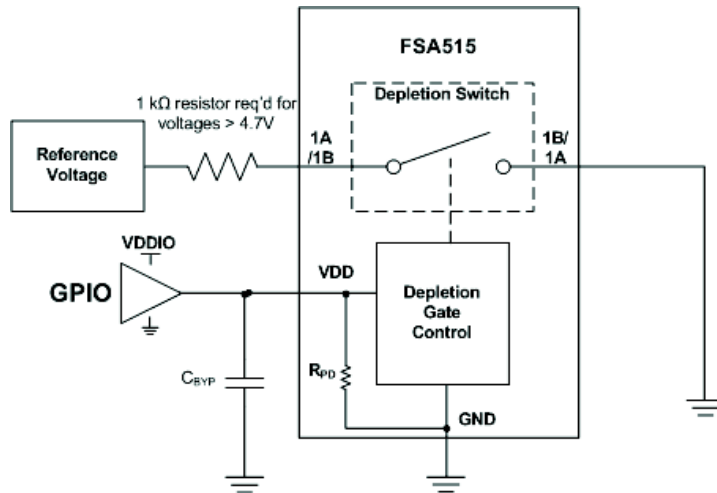 FSA515
Depletion Switch
1 kΩ resistor req'd for
voltages > 4.7V
1A
/1B
1B/
1A
Reference
Voltage
VDDIO
GPIO
VDD
Depletion
Gate
Control
CBYP
RPD
GND